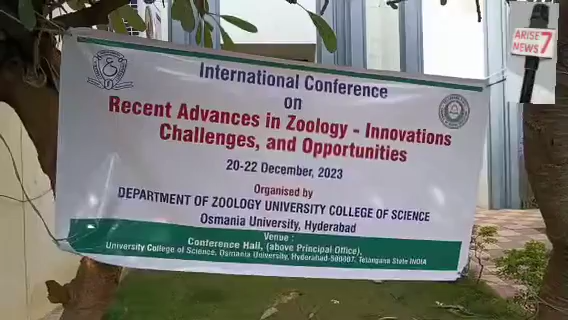 ARISE
NEWS 7
International Conference
on
Recent Advances in Zoology - Innovations
Challenges, and Opportunities
20-22 December, 2023
Organised by
DEPARTMENT OF ZOOLOGY UNIVERSITY COLLEGE OF SCIENCE
Osmania University, Hyderabad
Venue :
Conference Hall, (above Principal Office),
University College of Science, Osmania University, Hyderabad-500007, Telangana State INDIA